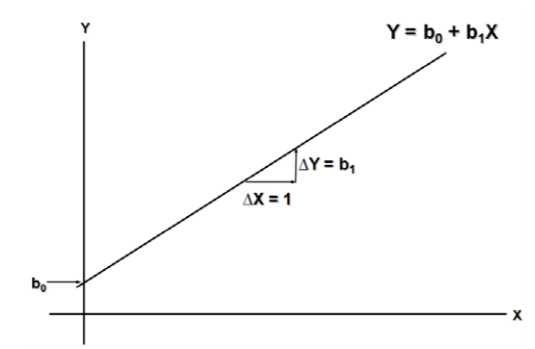 Y
Y = b₀ + b₁X
ΔY = b₁
ΔX = 1
b₀
X